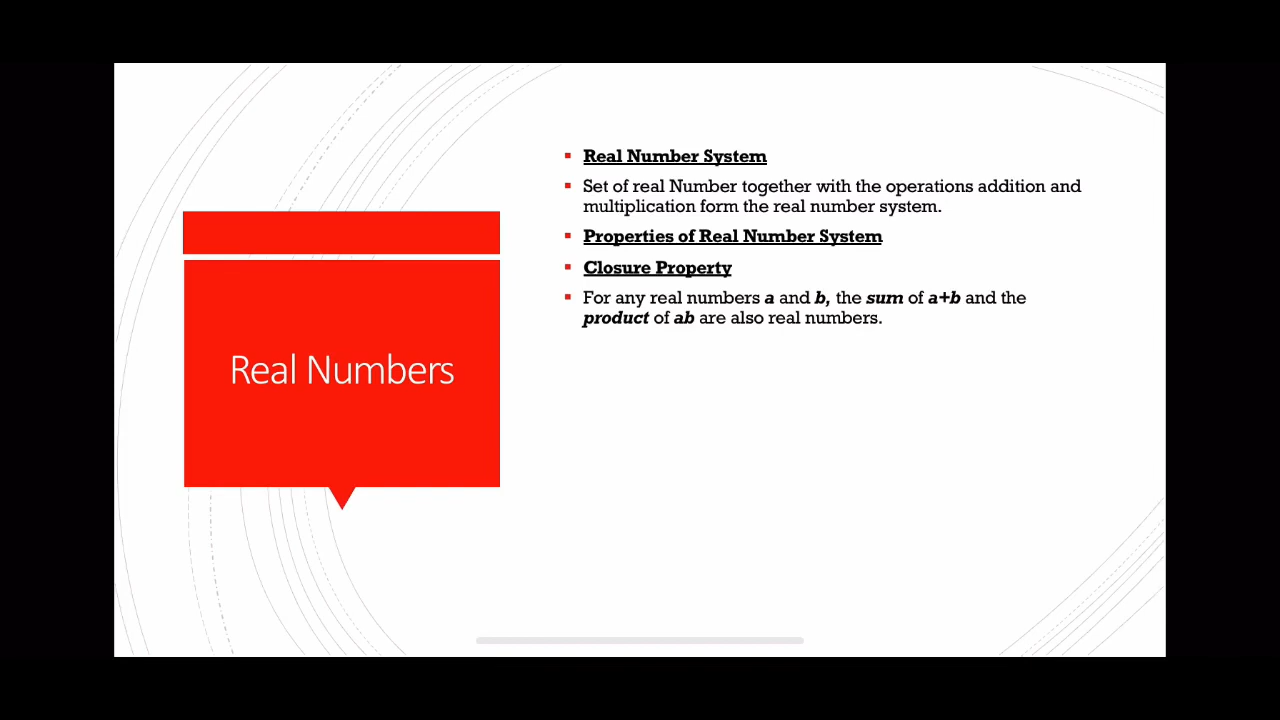 Real Numbers
Real Number System
Set of real Number together with the operations addition and
multiplication form the real number system.
Properties of Real Number System
Closure Property
For any real numbers a and b, the sum of a+b and the
product of ab are also real numbers.